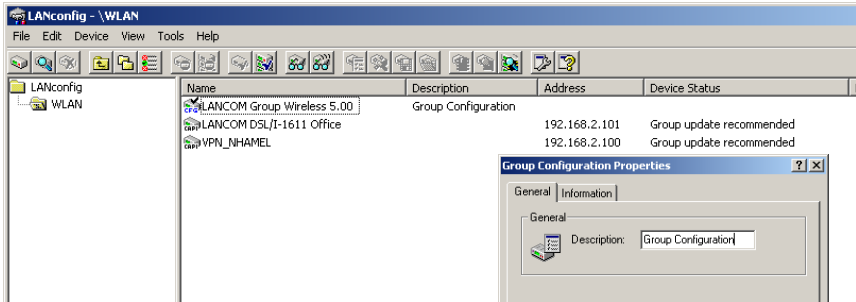 LANconfig - \WLAN
File Edit Device View Tools Help
LANconfig
WLAN
Name Description Address Device Status
LANCOM Group Wireless 5.00 Group Configuration
LANCOM DSL/I-1611 Office 192.168.2.101 Group update recommended
VPN_NHAMEL 192.168.2.100 Group update recommended
Group Configuration Properties
General Information
General
Description: Group Configuration